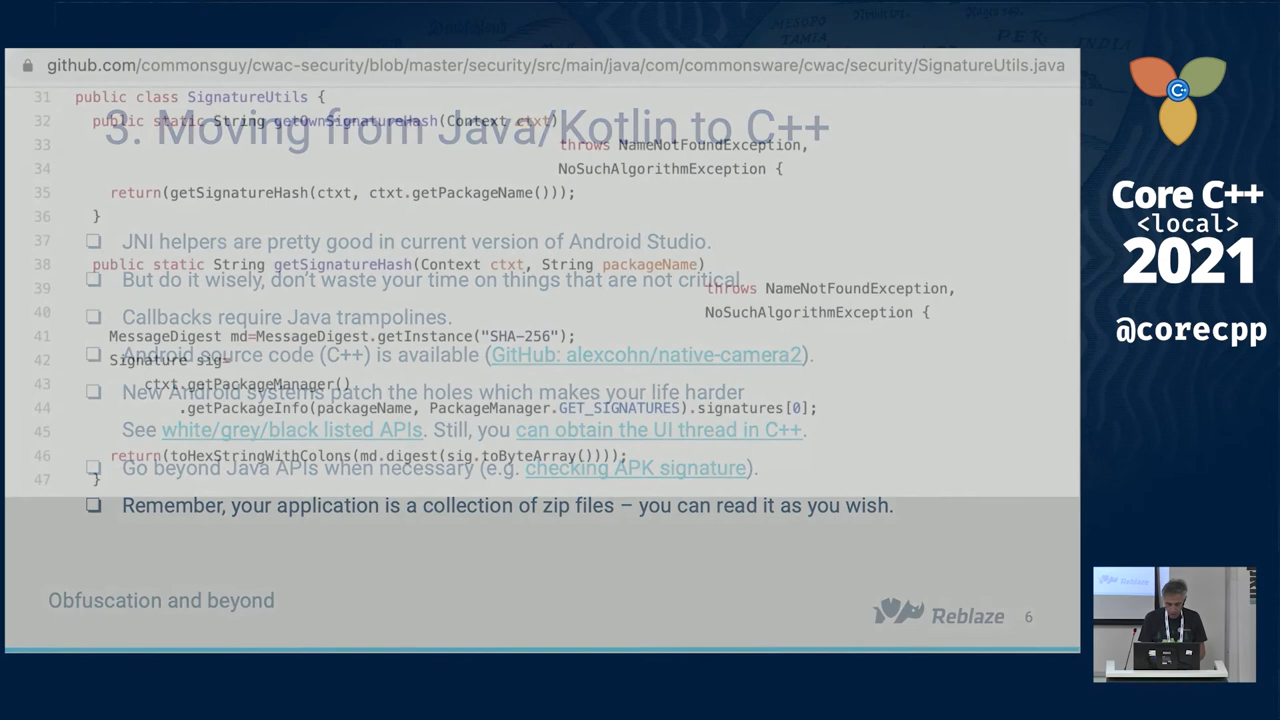 github.com/commonsguy/cwac-security/blob/master/security/src/main/java/com/commonsware/cwac/security/SignatureUtils.java
31 public class SignatureUtils {
32 public static String getOwnSignatureHash(Context ctxt)
33 throws NameNotFoundException,
34 NoSuchAlgorithmException {
35 return(getSignatureHash(ctxt, ctxt.getPackageName()));
36 }
37
38 public static String getSignatureHash(Context ctxt, String packageName)
39 throws NameNotFoundException,
40 NoSuchAlgorithmException {
41 MessageDigest md=MessageDigest.getInstance("SHA-256");
42 Signature sig=
43 ctxt.getPackageManager()
44 .getPackageInfo(packageName, PackageManager.GET_SIGNATURES).signatures[0];
45
46 return(toHexStringWithColons(md.digest(sig.toByteArray())));
47 }
3. Moving from Java/Kotlin to C++
❏ JNI helpers are pretty good in current version of Android Studio.
❏ But do it wisely, don't waste your time on things that are not critical.
❏ Callbacks require Java trampolines.
❏ Android source code (C++) is available (GitHub: alexcohn/native-camera2).
❏ New Android systems patch the holes which makes your life harder
See white/grey/black listed APIs. Still, you can obtain the UI thread in C++.
❏ Go beyond Java APIs when necessary (e.g. checking APK signature).
❏ Remember, your application is a collection of zip files – you can read it as you wish.
Obfuscation and beyond
Reblaze 6
C++
Core C++
<local>
2021
@corecpp
Reblaze
MESOPO
TAMIA
PER
INDIA